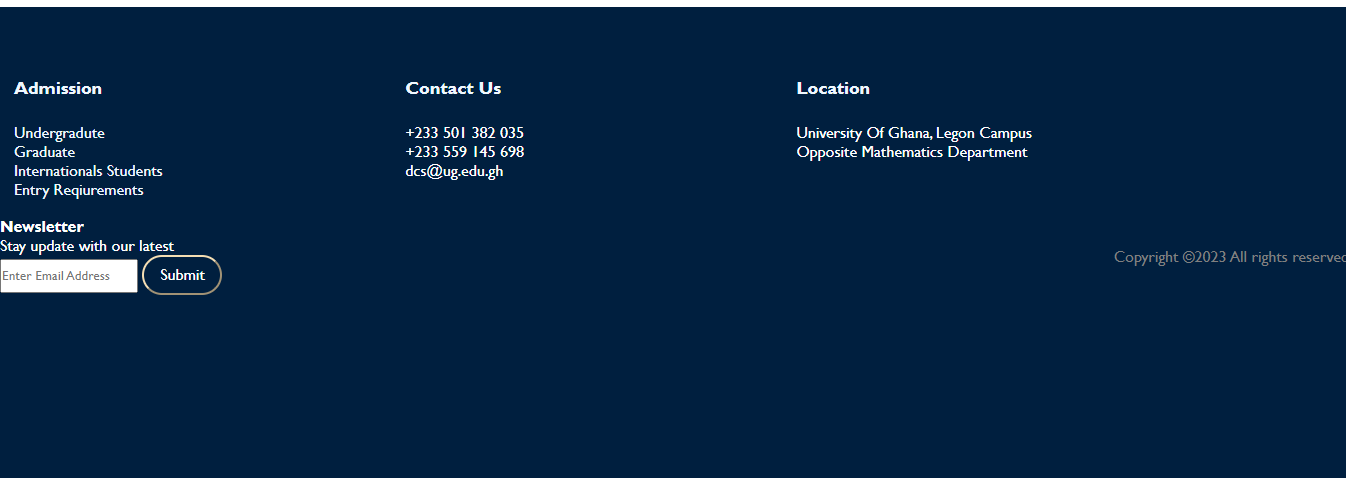 Admission
Undergradute
Graduate
Internationals Students
Entry Reqiurements
Contact Us
+233 501 382 035
+233 559 145 698
dcs@ug.edu.gh
Location
University Of Ghana, Legon Campus
Opposite Mathematics Department
Newsletter
Stay update with our latest
Enter Email Address
Submit
Copyright ©2023 All rights reserved